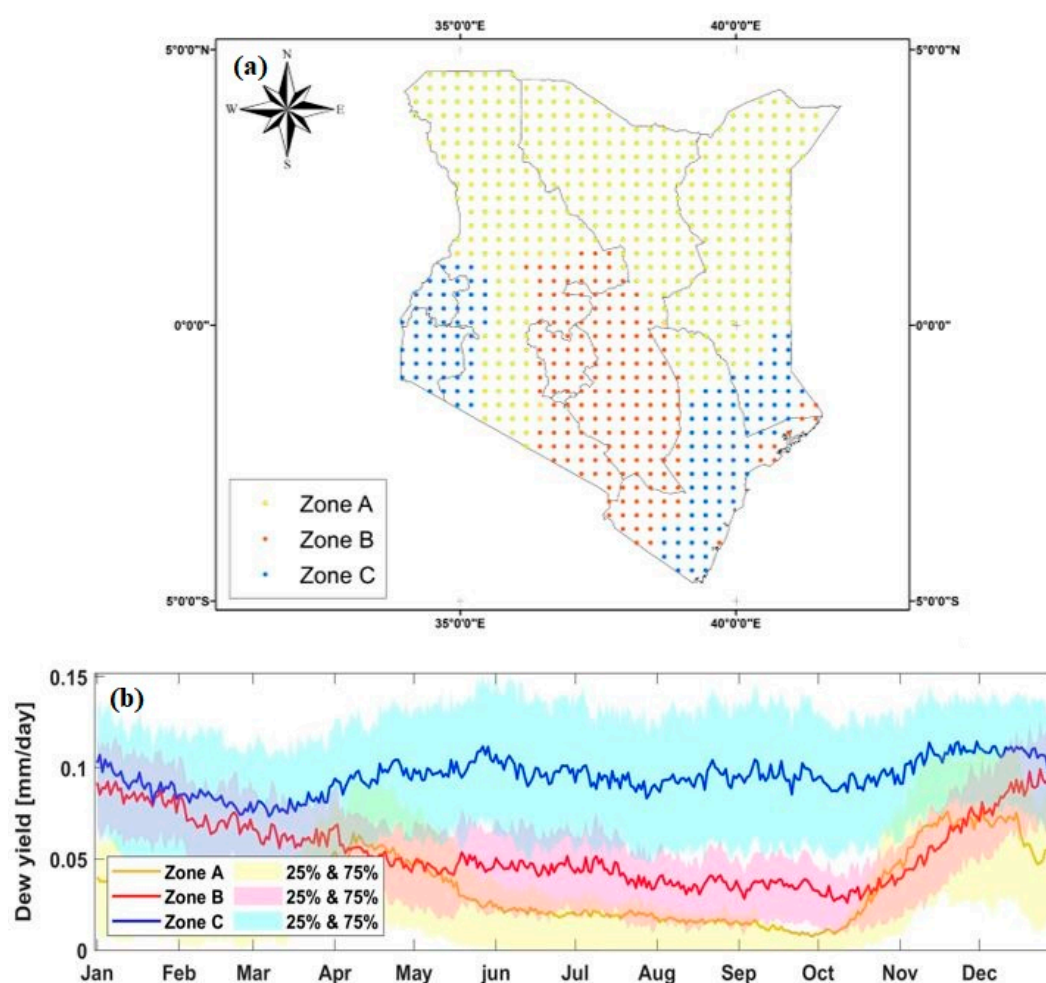 35°0'0"E 40°0'0"E
5°0'0"N 5°0'0"N
(a)
N
W E
S
0°0'0" 0°0'0"
Zone A
Zone B
Zone C
5°0'0"S 5°0'0"S
35°0'0"E 40°0'0"E
0.15
(b)
0.1
0.05
0
Dew yield [mm/day]
Zone A 25% & 75%
Zone B 25% & 75%
Zone C 25% & 75%
Jan Feb Mar Apr May jun Jul Aug Sep Oct Nov Dec